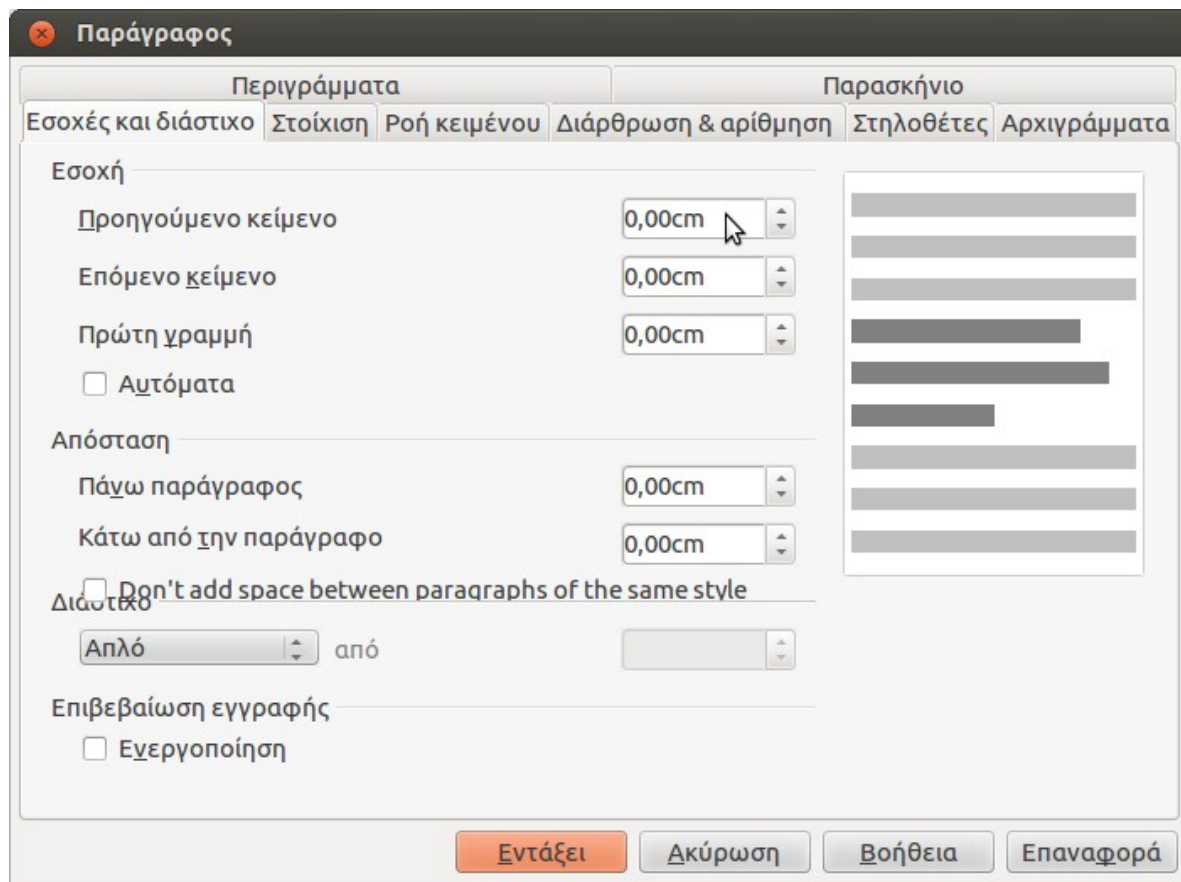 Παράγραφος
Περιγράμματα Παρασκήνιο
Εσοχές και διάστιχο Στοίχιση Ροή κειμένου Διάρθρωση & αρίθμηση Στηλοθέτες Αρχιγράμματα
Εσοχή
Προηγούμενο κείμενο 0,00cm
Επόμενο κείμενο 0,00cm
Πρώτη γραμμή 0,00cm
Αυτόματα
Απόσταση
Πάνω παράγραφος 0,00cm
Κάτω από την παράγραφο 0,00cm
Don't add space between paragraphs of the same style
Διάστιχο
Απλό από
Επιβεβαίωση εγγραφής
Ενεργοποίηση
Εντάξει Ακύρωση Βοήθεια Επαναφορά